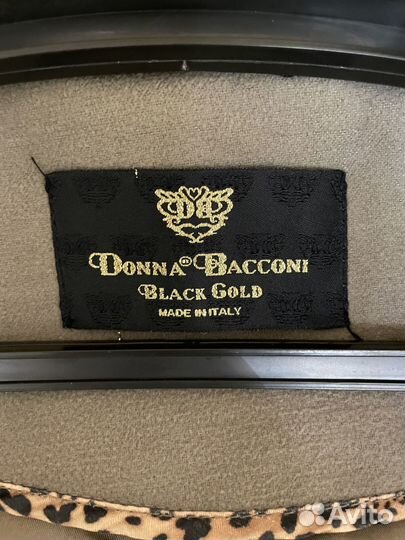 DONNA BACCONI
BLACK GOLD
MADE IN ITALY
Avito